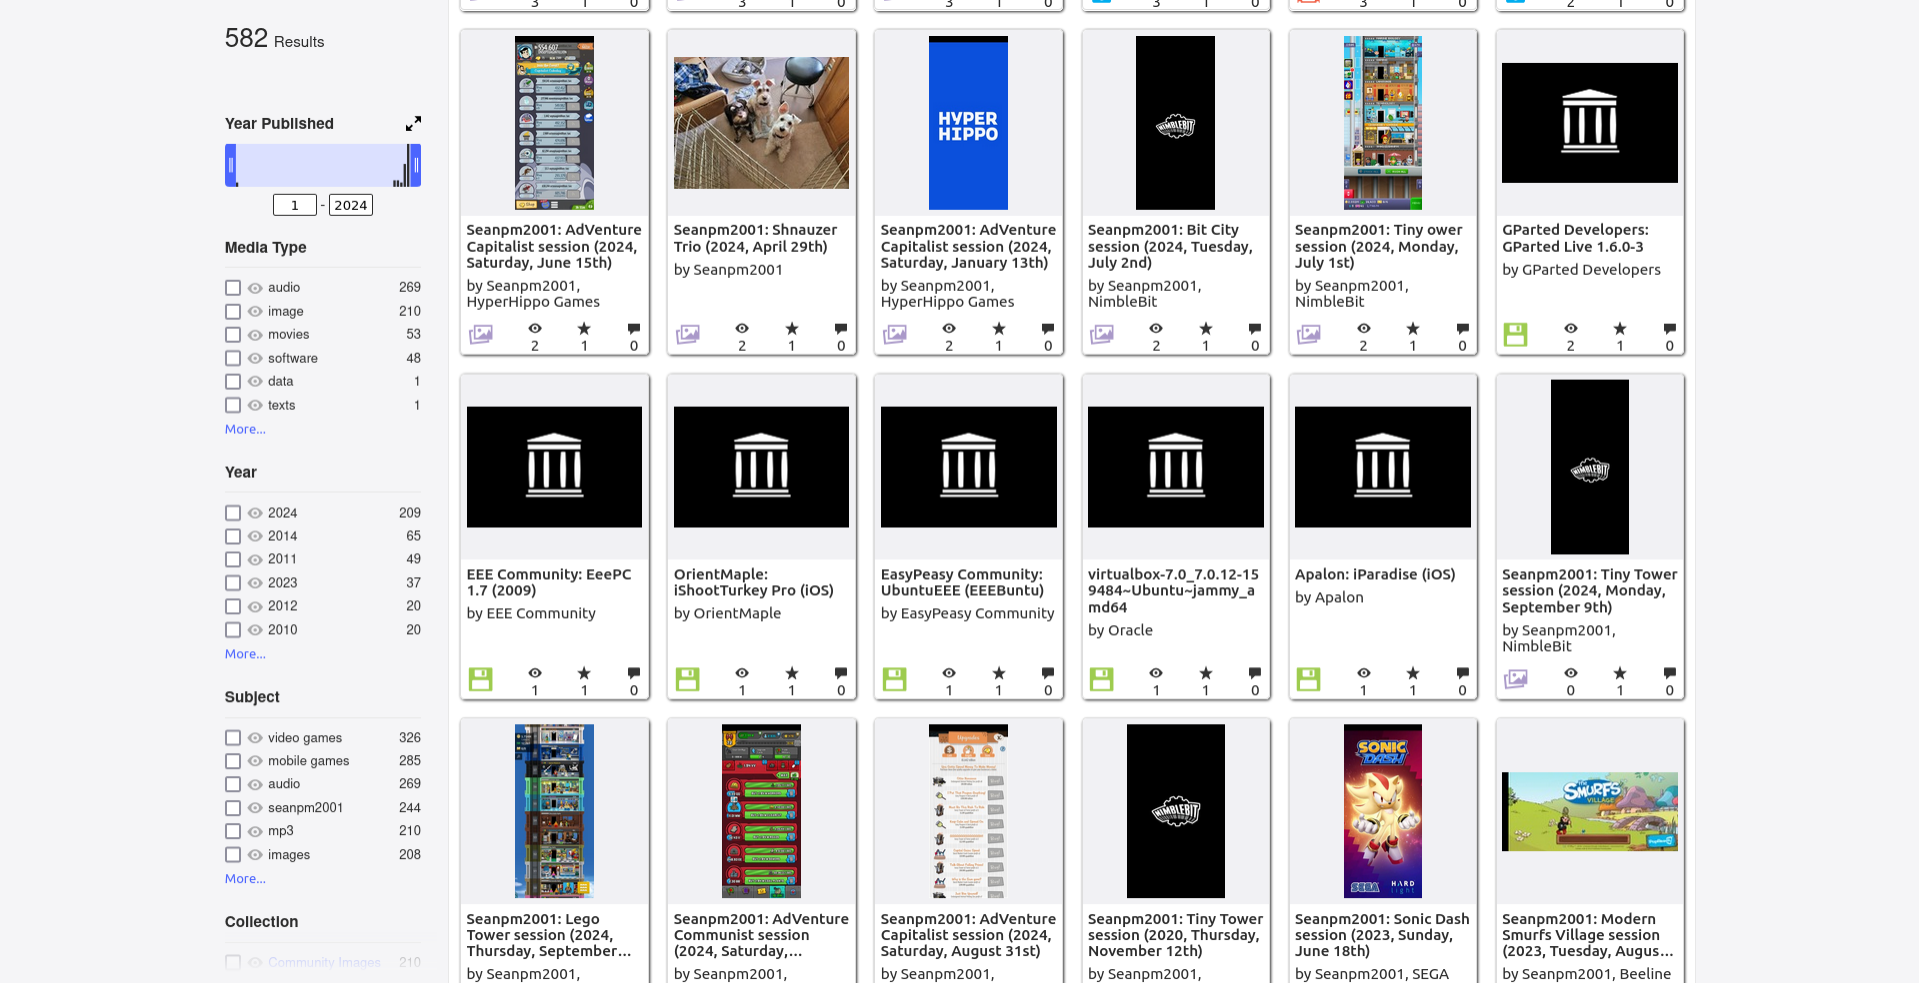 3 1 0
3 1 0
3 1 0
3 1 0
3 1 0
2 1 0
582 Results
Year Published
1 - 2024
Media Type
audio 269
image 210
movies 53
software 48
data 1
texts 1
More...
Year
2024 209
2014 65
2011 49
2023 37
2012 20
2010 20
More...
Subject
video games 326
mobile games 285
audio 269
seanpm2001 244
mp3 210
images 208
More...
Collection
Community Images 210
554.607
Seanpm2001: AdVenture
Capitalist session (2024,
Saturday, June 15th)
by Seanpm2001,
HyperHippo Games
2 1 0
Seanpm2001: Shnauzer
Trio (2024, April 29th)
by Seanpm2001
2 1 0
HYPER
HIPPO
Seanpm2001: AdVenture
Capitalist session (2024,
Saturday, January 13th)
by Seanpm2001,
HyperHippo Games
2 1 0
NIMBLEBIT
Seanpm2001: Bit City
session (2024, Tuesday,
July 2nd)
by Seanpm2001,
NimbleBit
2 1 0
Seanpm2001: Tiny ower
session (2024, Monday,
July 1st)
by Seanpm2001,
NimbleBit
2 1 0
GParted Developers:
GParted Live 1.6.0-3
by GParted Developers
2 1 0
EEE Community: EeePC
1.7 (2009)
by EEE Community
1 1 0
OrientMaple:
iShootTurkey Pro (iOS)
by OrientMaple
1 1 0
EasyPeasy Community:
UbuntuEEE (EEEBuntu)
by EasyPeasy Community
1 1 0
virtualbox-7.0_7.0.12-15
9484~Ubuntu~jammy_a
md64
by Oracle
1 1 0
Apalon: iParadise (iOS)
by Apalon
1 1 0
NIMBLEBIT
Seanpm2001: Tiny Tower
session (2024, Monday,
September 9th)
by Seanpm2001,
NimbleBit
0 1 0
Seanpm2001: Lego
Tower session (2024,
Thursday, September...
by Seanpm2001,
Seanpm2001: AdVenture
Communist session
(2024, Saturday,...
by Seanpm2001,
Upgrades
Seanpm2001: AdVenture
Capitalist session (2024,
Saturday, August 31st)
by Seanpm2001,
NIMBLEBIT
Seanpm2001: Tiny Tower
session (2020, Thursday,
November 12th)
by Seanpm2001,
SONIC
DASH
SEGA HARD
light
Seanpm2001: Sonic Dash
session (2023, Sunday,
June 18th)
by Seanpm2001, SEGA
SMURFS
VILLAGE
Seanpm2001: Modern
Smurfs Village session
(2023, Tuesday, Augus...
by Seanpm2001, Beeline